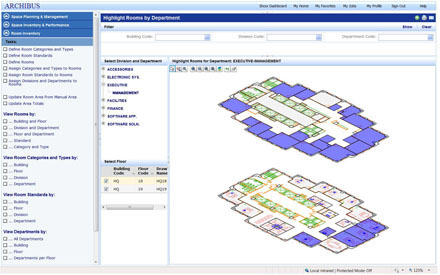 ARCHIBUS
Show Dashboard My Home My Favorites My Jobs My Profile Sign Out Help
Space Planning & Management
Space Inventory & Performance
Room Inventory
Tasks:
Define Room Categories and Types
Define Room Standards
Define Rooms
Assign Categories and Types to Rooms
Assign Room Standards to Rooms
Assign Divisions and Departments to Rooms
Update Room Area From Manual Area
Update Area Totals
View Rooms by:
... Building and Floor
... Division and Department
... Floor and Department
... Standard
... Category and Type
View Room Categories and Types by:
... Building
... Floor
... Division
... Department
View Room Standards by:
... Building
... Floor
... Division
... Department
View Departments by:
... All Departments
... Building
... Floor
... Departments per Floor
Highlight Rooms by Department
Filter
Show Clear
Building Code:
Division Code:
Department Code:
Select Division and Department
ACCESSORIES
ELECTRONIC SYS.
EXECUTIVE
MANAGEMENT
FACILITIES
FINANCE
SOFTWARE APP.
SOFTWARE SOLN.
Select Floor
Building Code Floor Code
HQ 18
HQ 19
Highlight Rooms for Department: EXECUTIVE-MANAGEMENT
Local intranet | Protected Mode: Off
125%